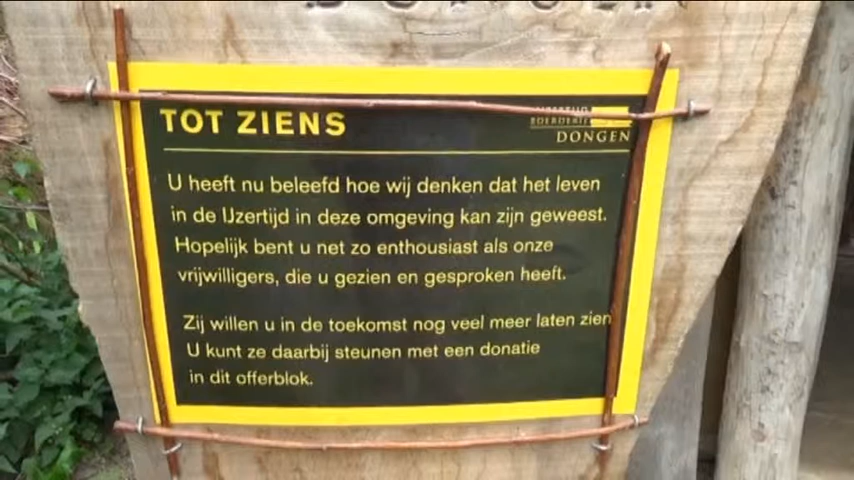 TOT ZIENS
IJZERTIJD
BOERDERIJ
DONGEN
U heeft nu beleefd hoe wij denken dat het leven
in de IJzertijd in deze omgeving kan zijn geweest.
Hopelijk bent u net zo enthousiast als onze
vrijwilligers, die u gezien en gesproken heeft.
Zij willen u in de toekomst nog veel meer laten zien
U kunt ze daarbij steunen met een donatie
in dit offerblok.